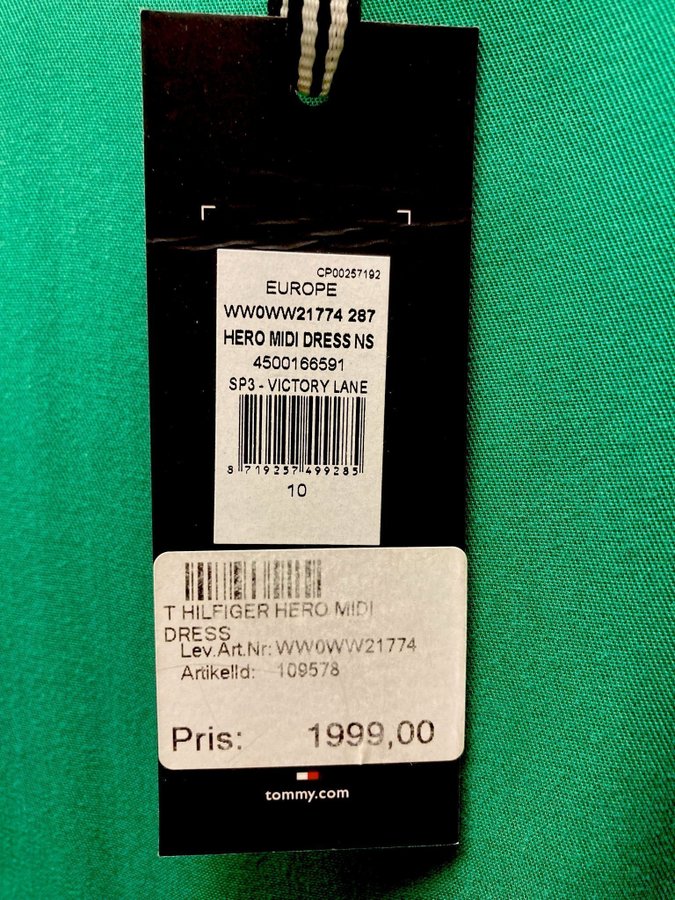 CP00257192
EUROPE
WW0WW21774 287
HERO MIDI DRESS NS
4500166591
SP3 - VICTORY LANE
8 719257 499285
10
T HILFIGER HERO MIDI
DRESS
Lev.Art.Nr: WW0WW21774
ArtikelId: 109578
Pris: 1999,00
tommy.com